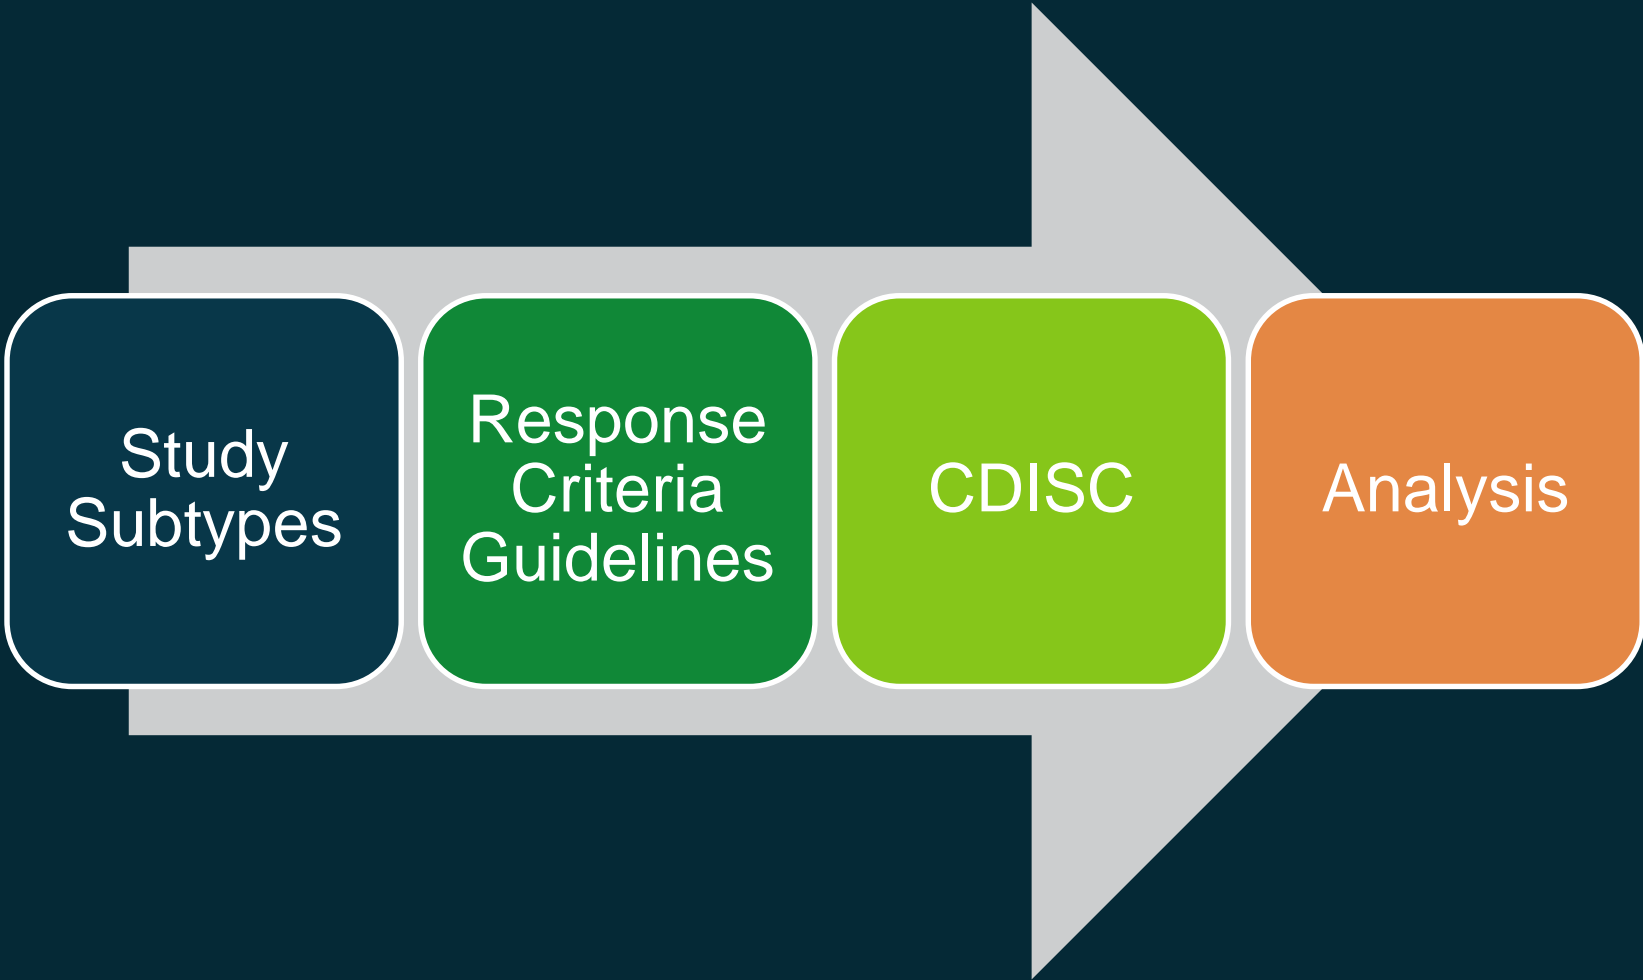 Study
Subtypes
Response
Criteria
Guidelines
CDISC
Analysis